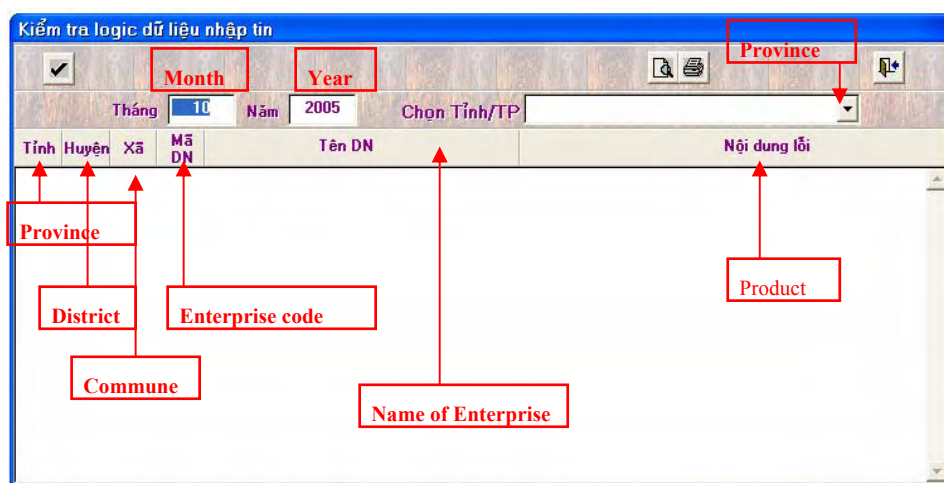 Kiểm tra logic dữ liệu nhập tin
Month Year Province
Tháng 10 Năm 2005 Chọn Tỉnh/TP
Tỉnh Huyện Xã Mã DN Tên DN Nội dung lỗi
Province
Product
District Enterprise code
Commune
Name of Enterprise